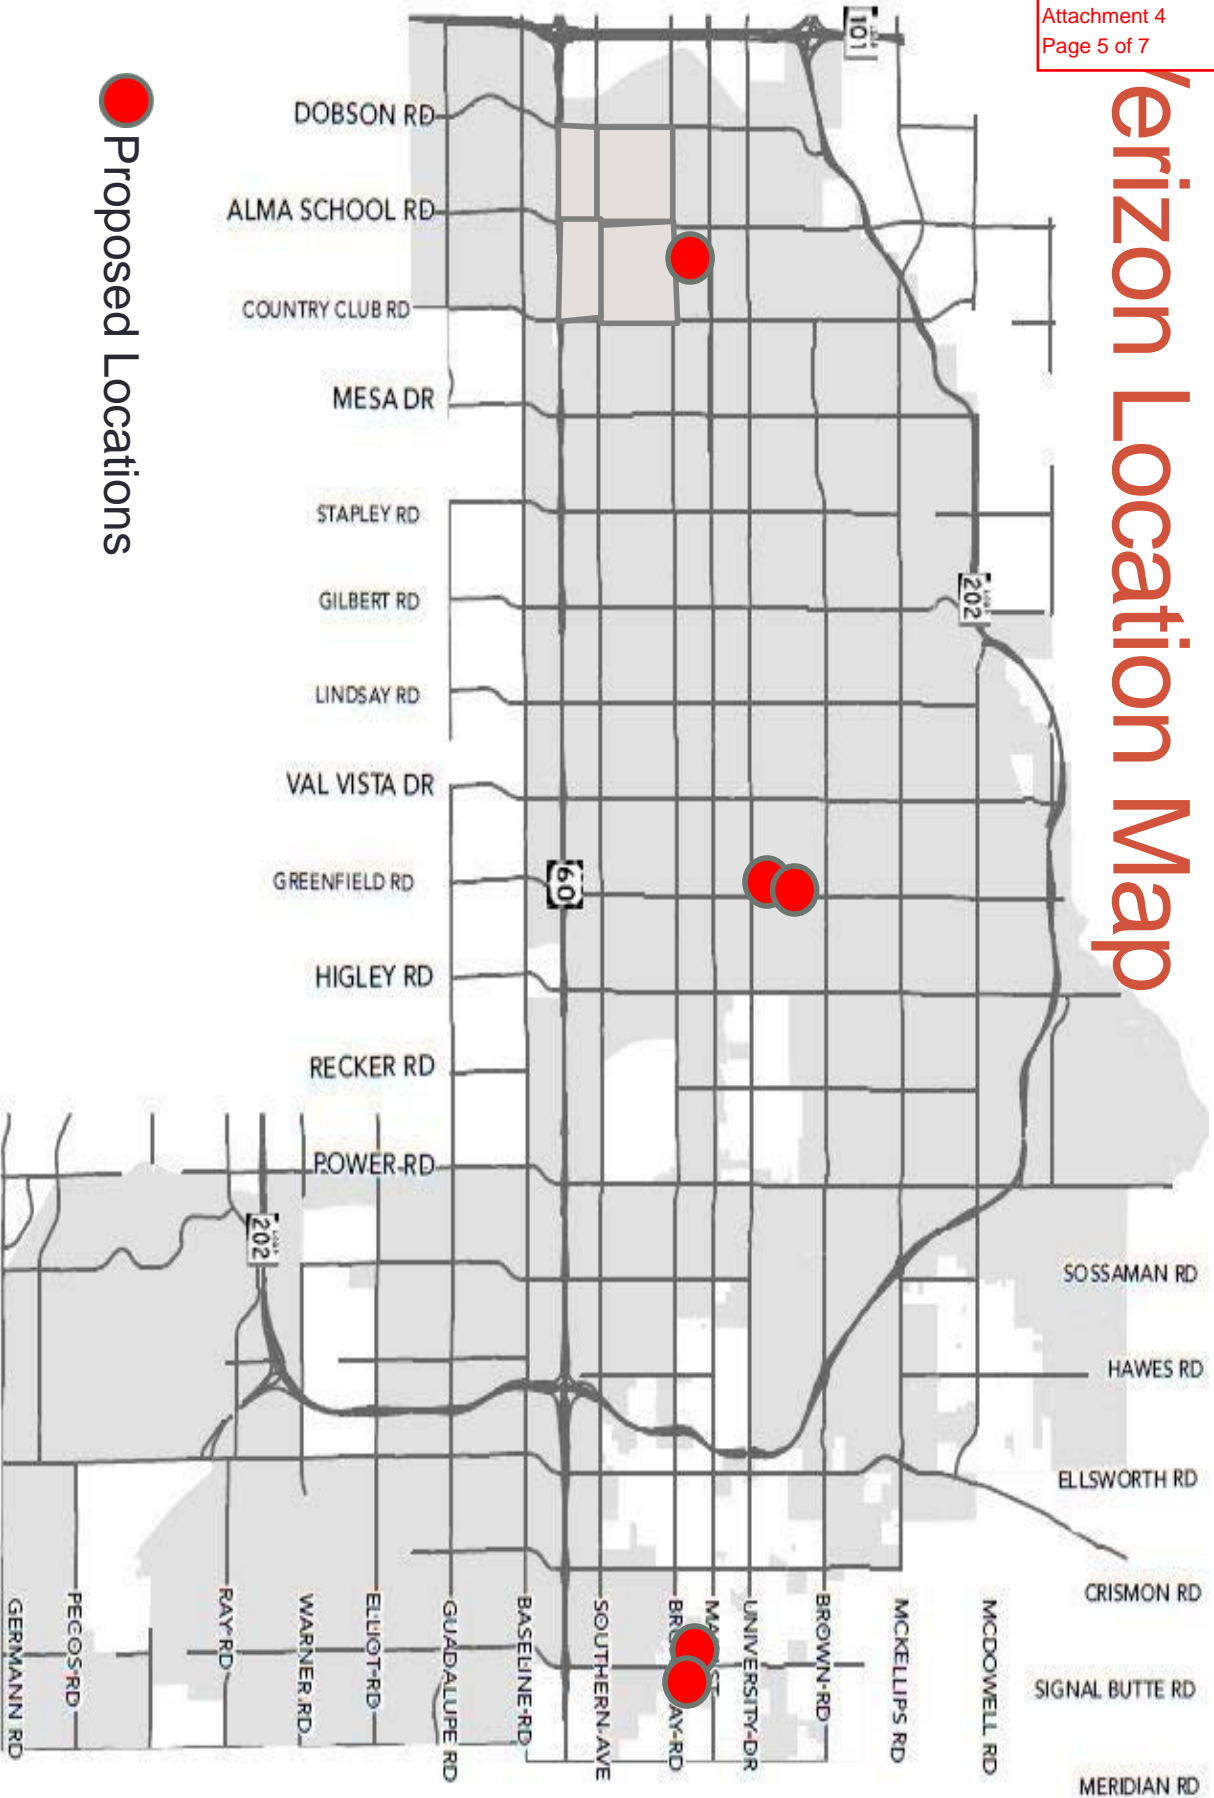 Attachment 4
Page 5 of 7
Verizon Location Map
Proposed Locations
101
202
60
202
DOBSON RD
ALMA SCHOOL RD
COUNTRY CLUB RD
MESA DR
STAPLEY RD
GILBERT RD
LINDSAY RD
VAL VISTA DR
GREENFIELD RD
HIGLEY RD
RECKER RD
POWER RD
SOSSAMAN RD
HAWES RD
ELLSWORTH RD
CRISMON RD
SIGNAL BUTTE RD
MERIDIAN RD
GERMANN RD
PECOS RD
RAY RD
WARNER RD
ELLIOT RD
GUADALUPE RD
BASELINE RD
SOUTHERN AVE
UNIVERSITY DR
BROWN RD
MCKELLIPS RD
MCDOWELL RD